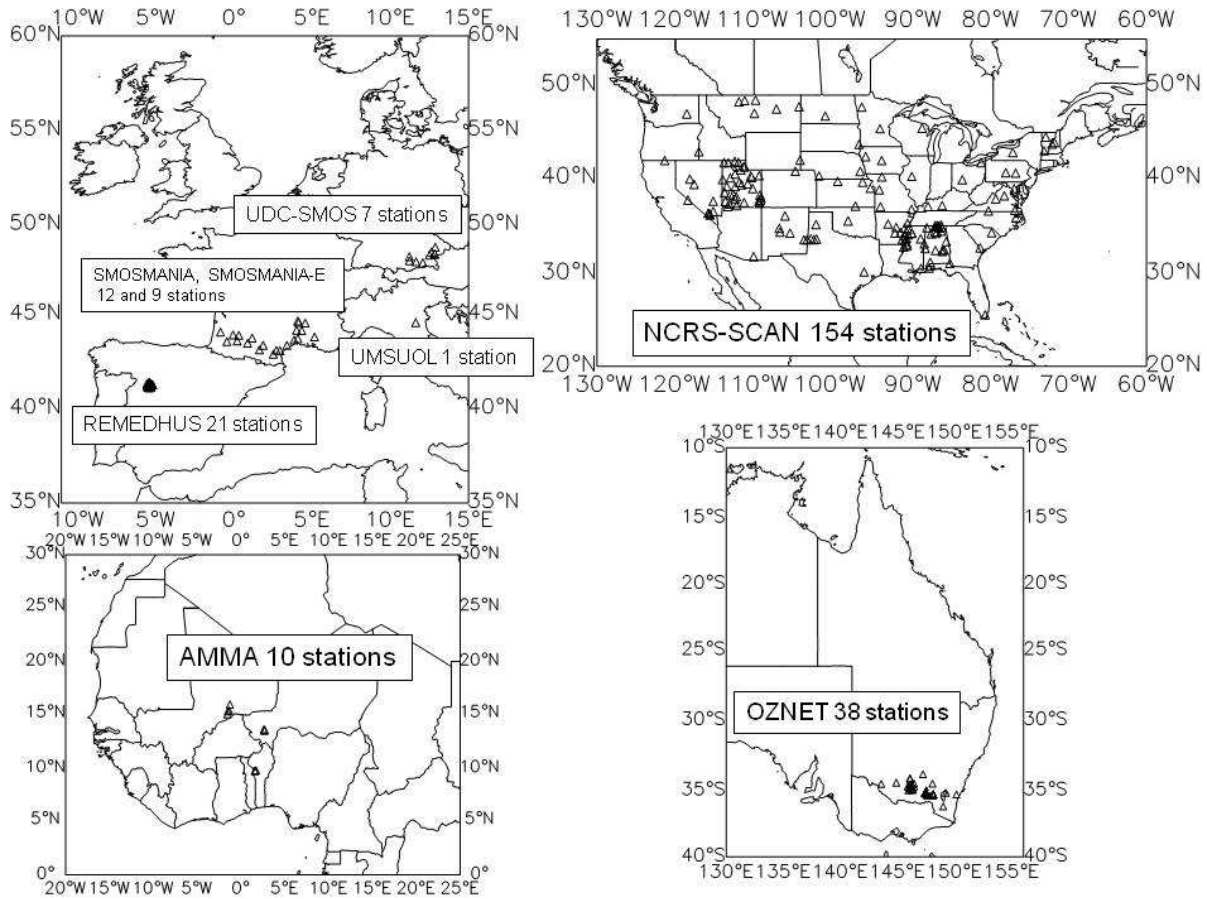 10°W 5°W 0°E 5°E 10°E 15°E
60°N 60°N
55°N 55°N
50°N 50°N
45°N 45°N
40°N 40°N
35°N 35°N
10°W 5°W 0°E 5°E 10°E 15°E
UDC-SMOS 7 stations
SMOSMANIA, SMOSMANIA-E
12 and 9 stations
UMSUOL 1 station
REMEDHUS 21 stations
130°W 120°W 110°W 100°W 90°W 80°W 70°W 60°W
50°N 50°N
40°N 40°N
30°N 30°N
20°N 20°N
130°W 120°W 110°W 100°W 90°W 80°W 70°W 60°W
NCRS-SCAN 154 stations
20°W 15°W 10°W 5°W 0°E 5°E 10°E 15°E 20°E 25°E
30°N 30°N
25°N 25°N
20°N 20°N
15°N 15°N
10°N 10°N
5°N 5°N
0° 0°
20°W 15°W 10°W 5°W 0°E 5°E 10°E 15°E 20°E 25°E
AMMA 10 stations
130°E 135°E 140°E 145°E 150°E 155°E
10°S 10°S
15°S 15°S
20°S 20°S
25°S 25°S
30°S 30°S
35°S 35°S
40°S 40°S
130°E 135°E 140°E 145°E 150°E 155°E
OZNET 38 stations